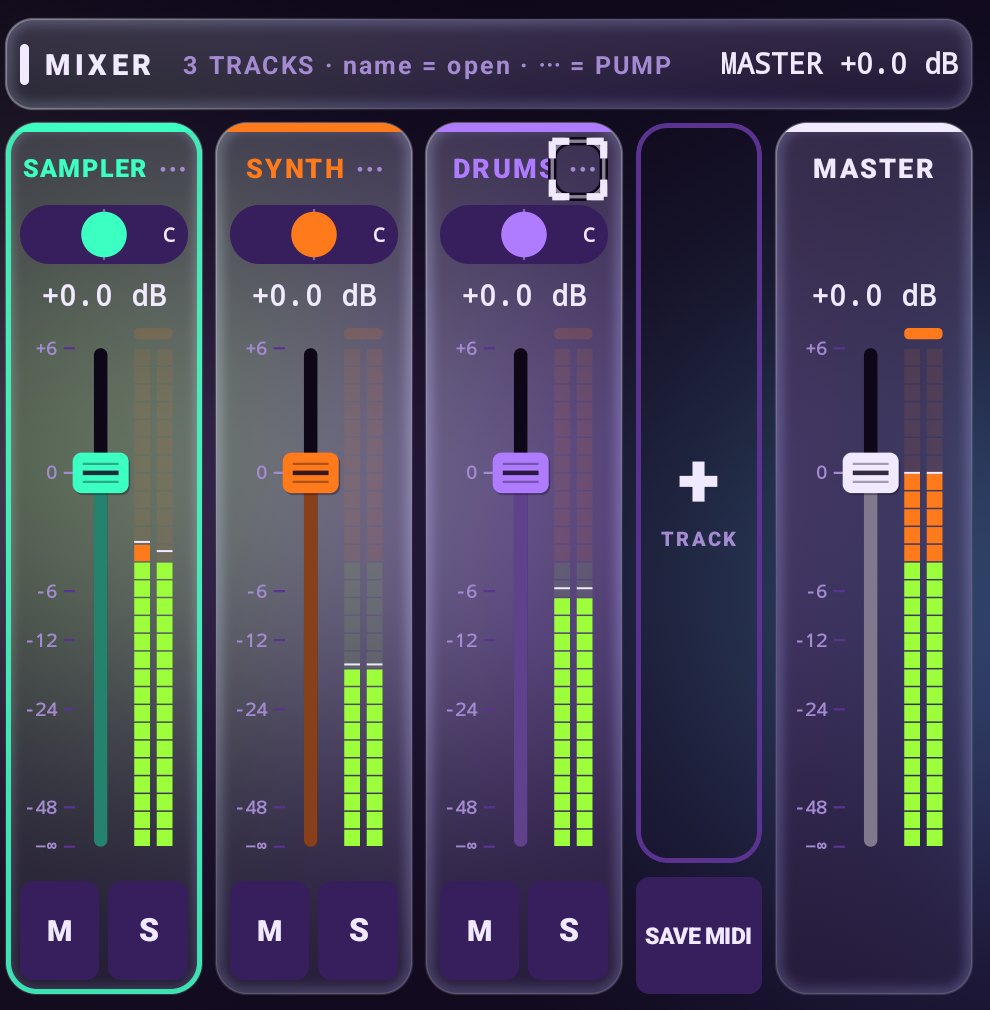 MIXER 3 TRACKS · name = open · ··· = PUMP MASTER +0.0 dB
SAMPLER ···
C
+0.0 dB
+6
0
-6
-12
-24
-48
-∞
M S
SYNTH ···
C
+0.0 dB
+6
0
-6
-12
-24
-48
-∞
M S
DRUMS ···
C
+0.0 dB
+6
0
-6
-12
-24
-48
-∞
M S
+
TRACK
SAVE MIDI
MASTER
+0.0 dB
+6
0
-6
-12
-24
-48
-∞